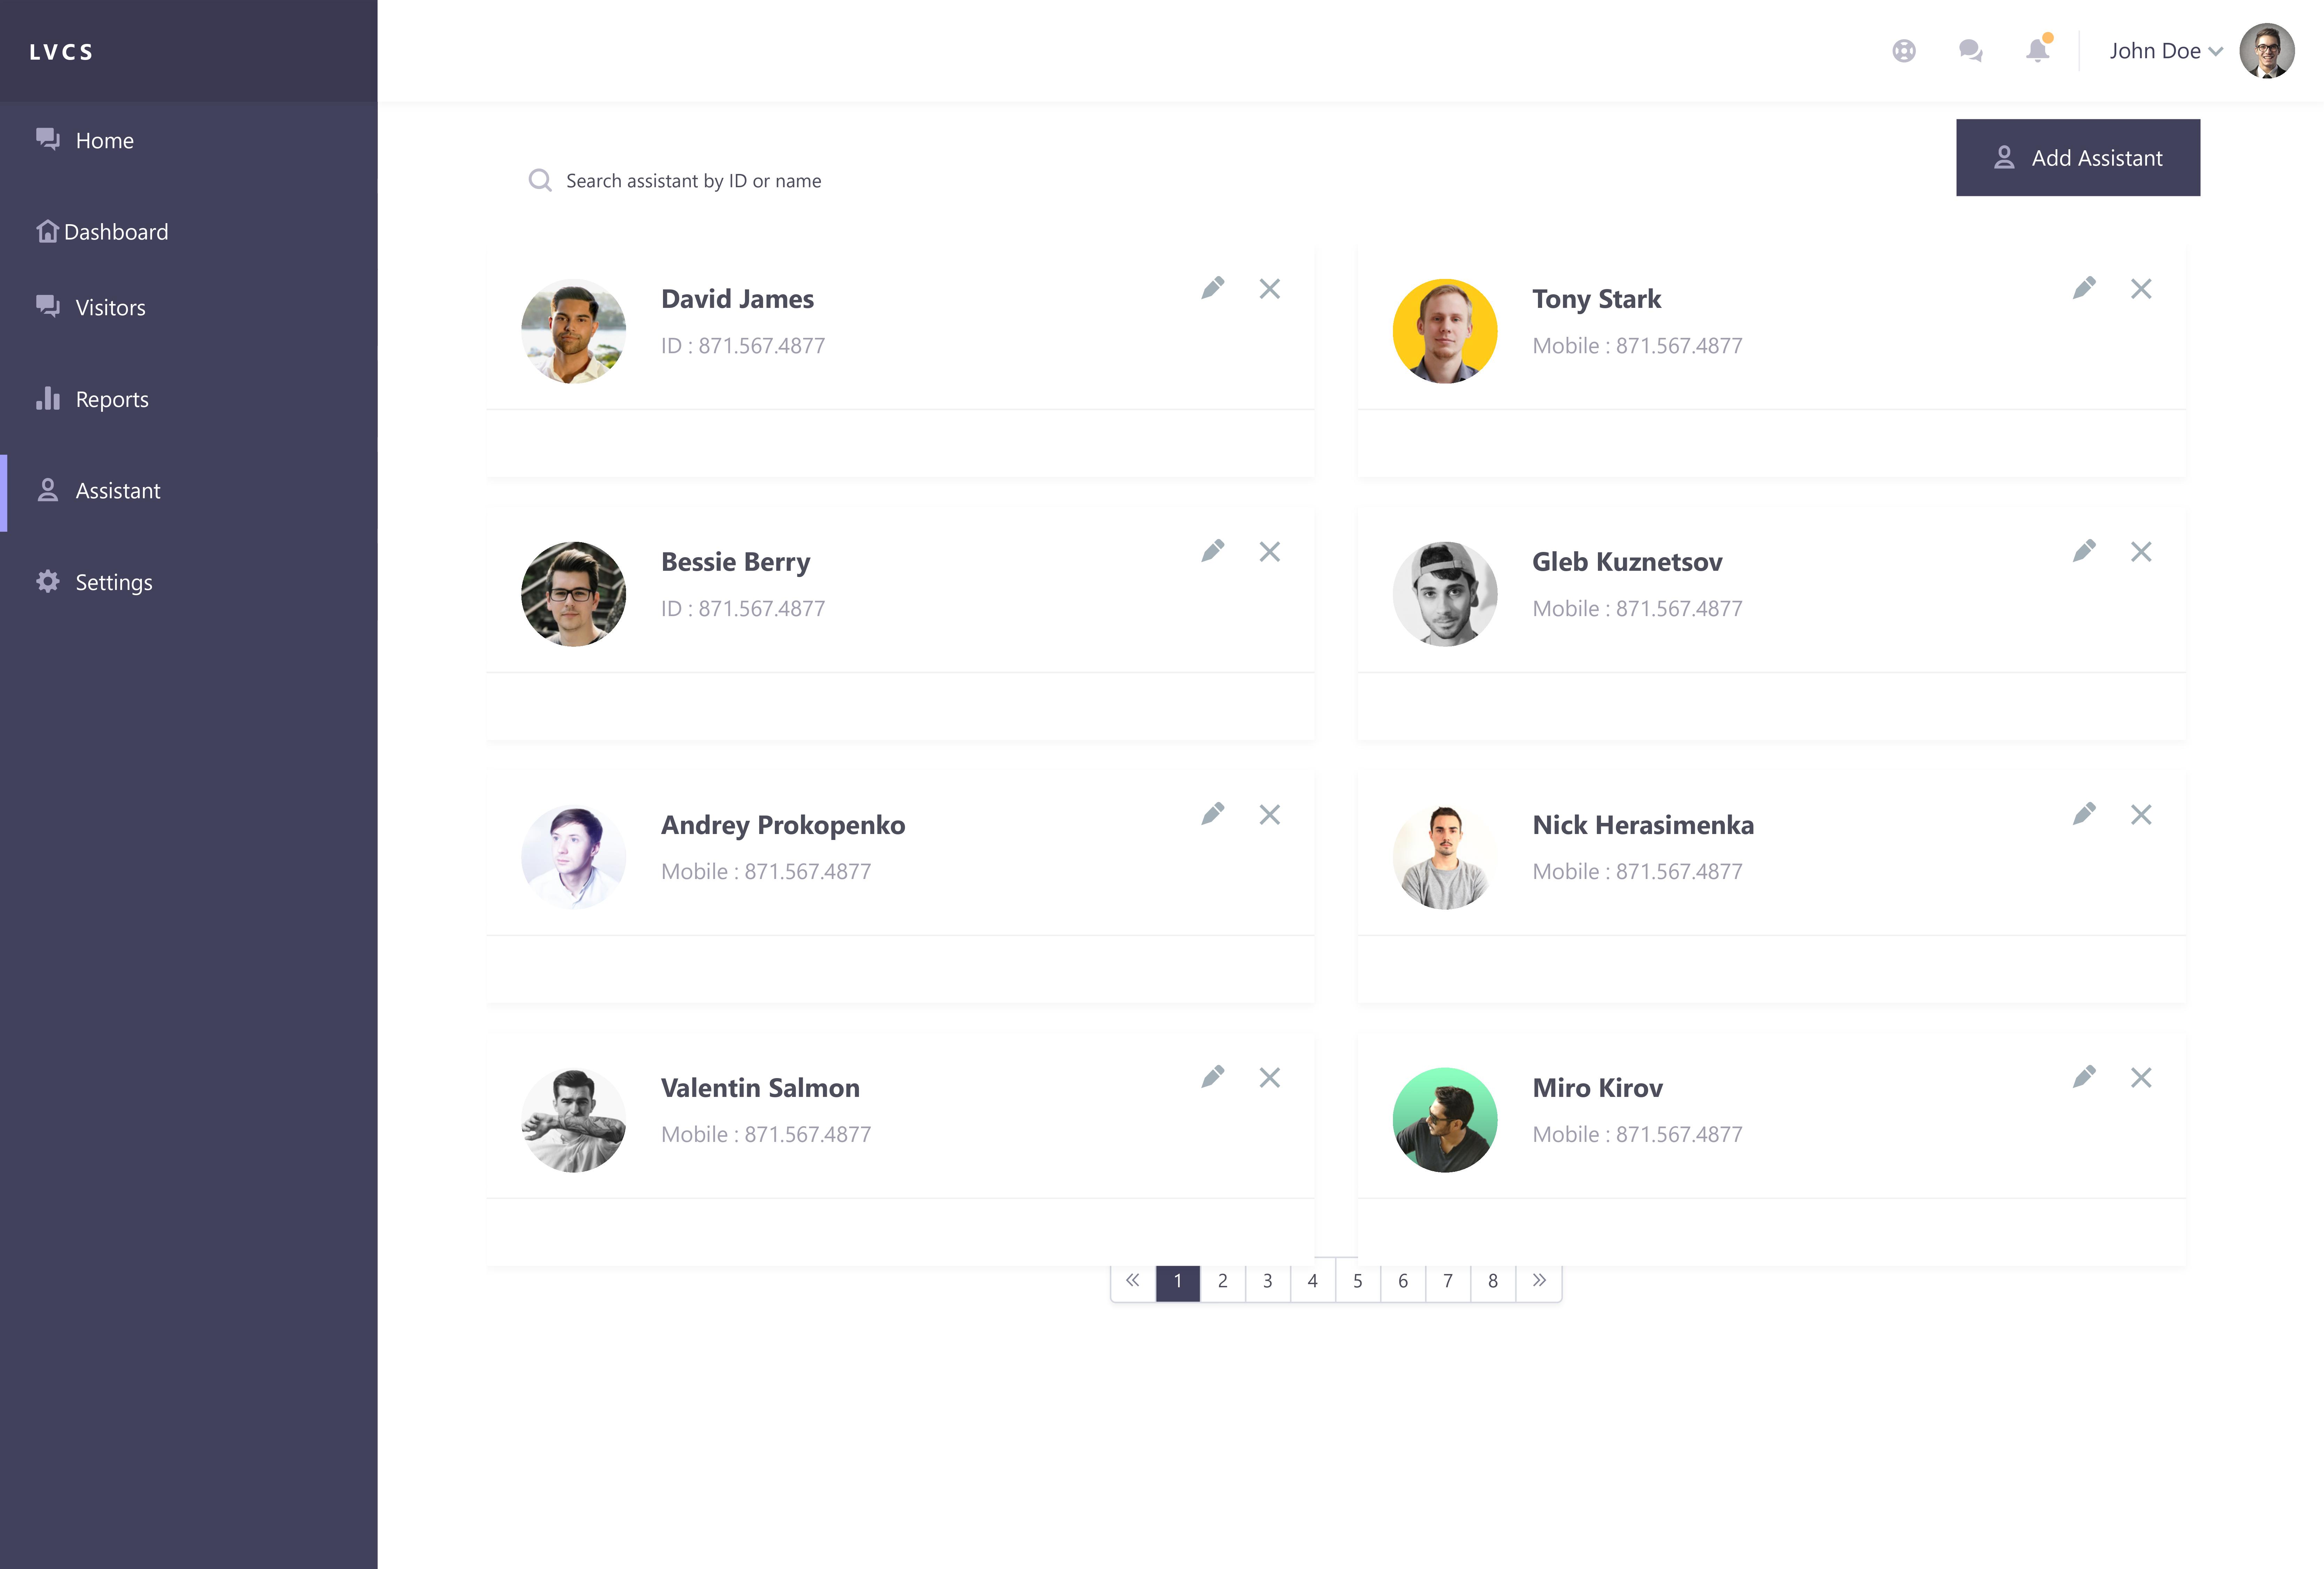 LVCS
John Doe
Home
Dashboard
Visitors
Reports
Assistant
Settings
Search assistant by ID or name
Add Assistant
David James
ID : 871.567.4877
Tony Stark
Mobile : 871.567.4877
Bessie Berry
ID : 871.567.4877
Gleb Kuznetsov
Mobile : 871.567.4877
Andrey Prokopenko
Mobile : 871.567.4877
Nick Herasimenka
Mobile : 871.567.4877
Valentin Salmon
Mobile : 871.567.4877
Miro Kirov
Mobile : 871.567.4877
« 1 2 3 4 5 6 7 8 »